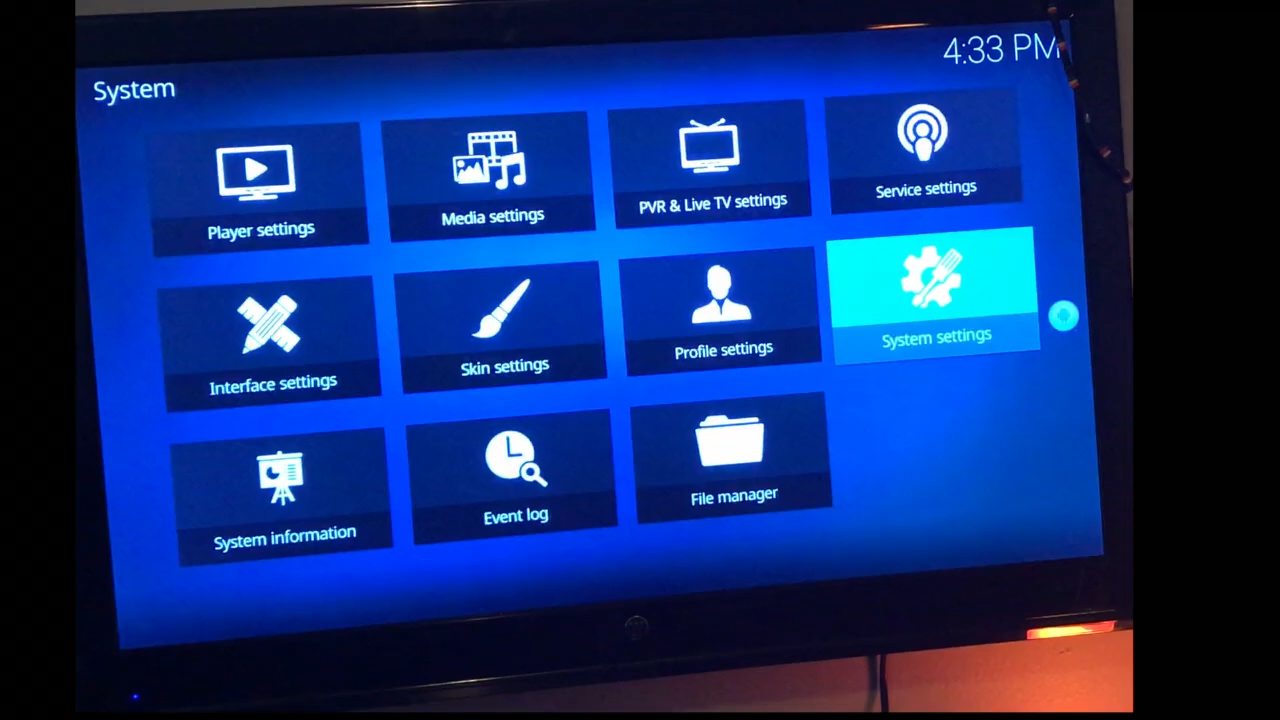 System
4:33 PM
Player settings
Media settings
PVR & Live TV settings
Service settings
Interface settings
Skin settings
Profile settings
System settings
System information
Event log
File manager